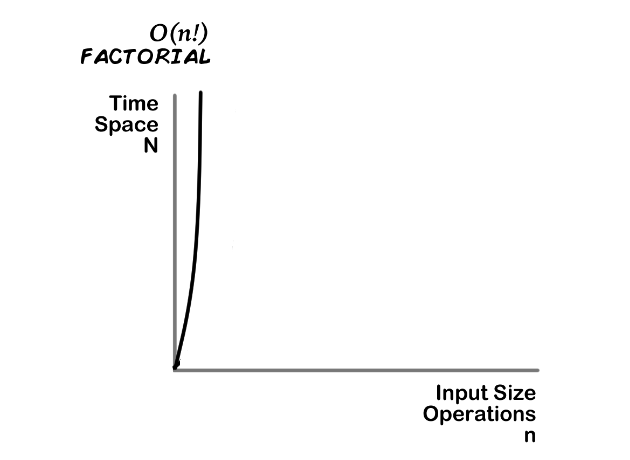 O(n!)
FACTORIAL
Time
Space
N
Input Size
Operations
n